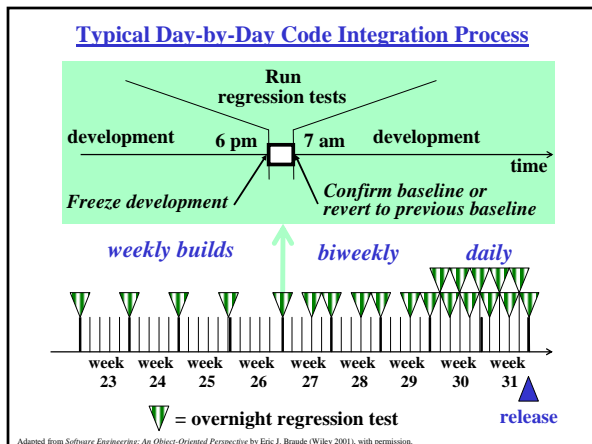 Typical Day-by-Day Code Integration Process
Run
regression tests
development 6 pm 7 am development
time
Freeze development
Confirm baseline or
revert to previous baseline
weekly builds biweekly daily
week week week week week week week week week
23 24 25 26 27 28 29 30 31
= overnight regression test
release
Adapted from Software Engineering: An Object-Oriented Perspective by Eric J. Braude (Wiley 2001), with permission.